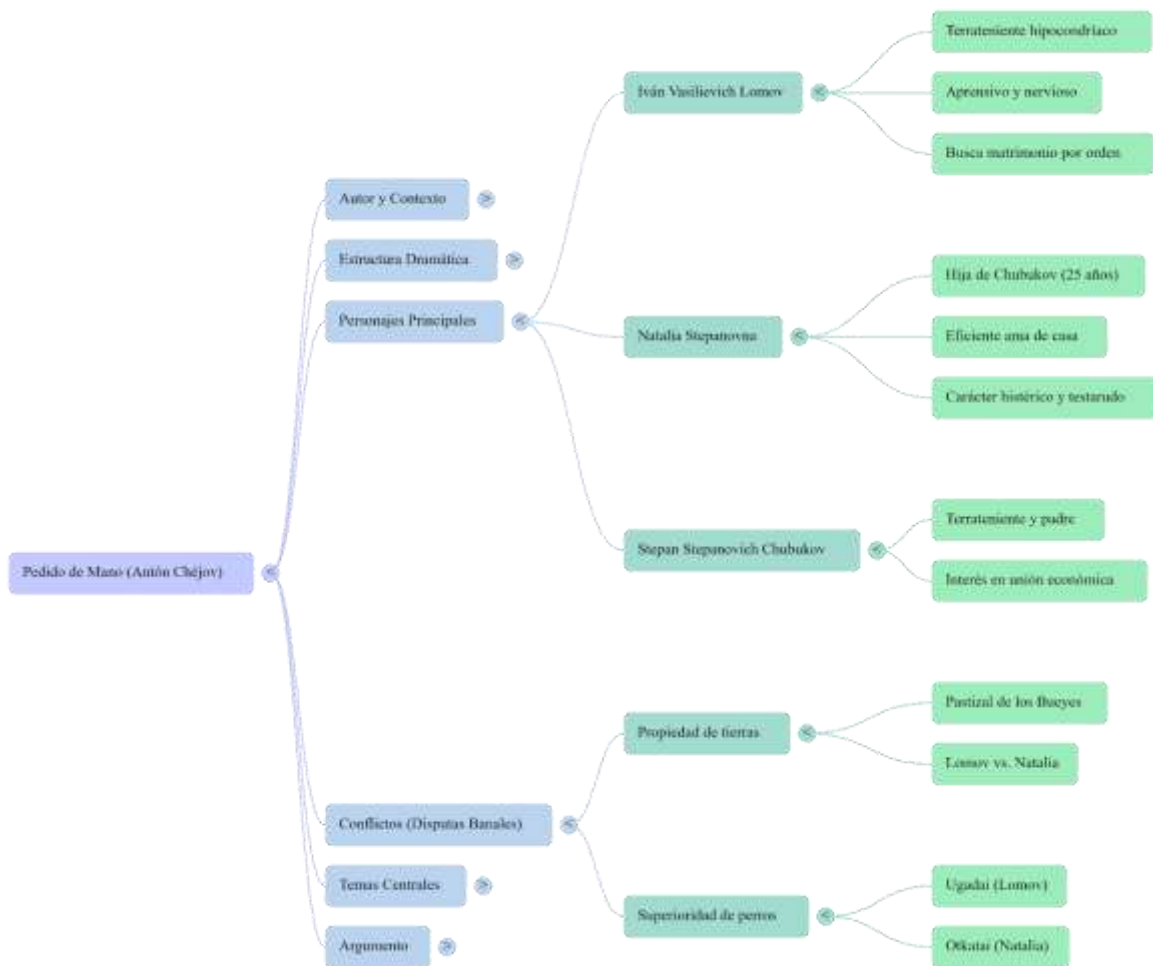 Pedido de Mano (Antón Chéjov)
Autor y Contexto
Estructura Dramática
Personajes Principales
Iván Vasilievich Lomov
Terrateniente hipocondríaco
Aprensivo y nervioso
Busca matrimonio por orden
Natalia Stepanovna
Hija de Chubukov (25 años)
Eficiente ama de casa
Carácter histérico y testarudo
Stepan Stepanovich Chubukov
Terrateniente y padre
Interés en unión económica
Conflictos (Disputas Banales)
Propiedad de tierras
Pastizal de los Bueyes
Lomov vs. Natalia
Superioridad de perros
Ugadai (Lomov)
Otkatai (Natalia)
Temas Centrales
Argumento